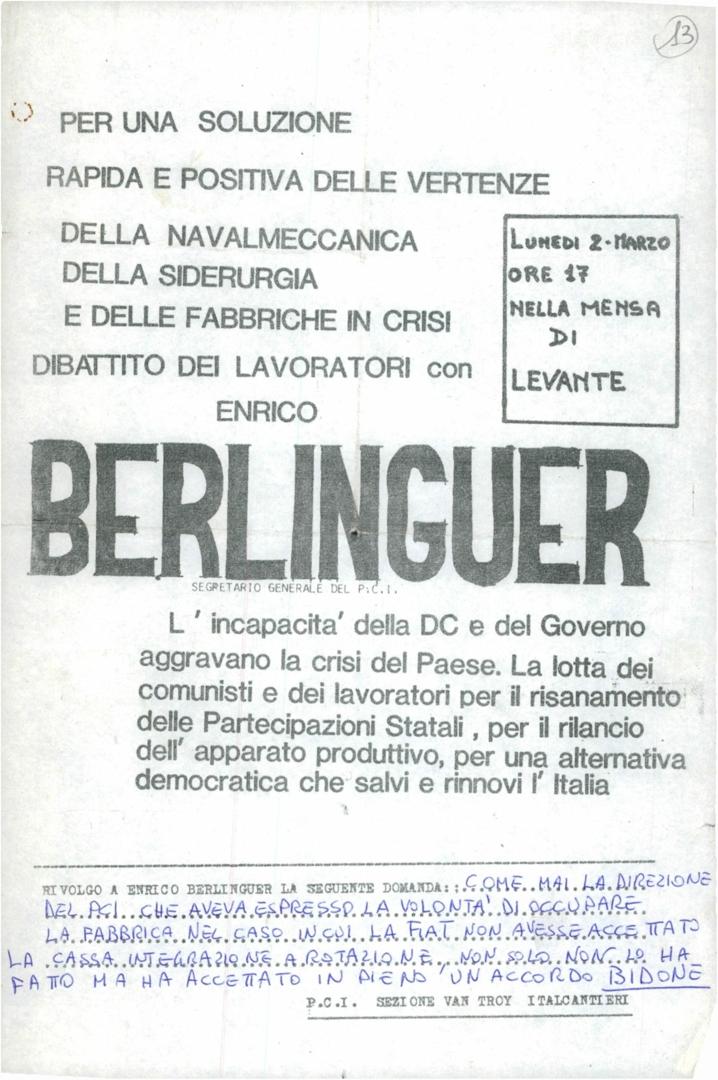 13
PER UNA SOLUZIONE
RAPIDA E POSITIVA DELLE VERTENZE
DELLA NAVALMECCANICA
DELLA SIDERURGIA
E DELLE FABBRICHE IN CRISI
DIBATTITO DEI LAVORATORI con
ENRICO
LUNEDI 2-MARZO
ORE 17
NELLA MENSA
DI
LEVANTE
BERLINGUER
SEGRETARIO GENERALE DEL P.C.I.
L' incapacita' della DC e del Governo
aggravano la crisi del Paese. La lotta dei
comunisti e dei lavoratori per il risanamento
delle Partecipazioni Statali , per il rilancio
dell' apparato produttivo, per una alternativa
democratica che salvi e rinnovi l' Italia
RIVOLGO A ENRICO BERLINGUER LA SEGUENTE DOMANDA: COME MAI LA DIREZIONE
DEL PCI CHE AVEVA ESPRESSO LA VOLONTA' DI OCCUPARE
LA FABBRICA NEL CASO IN CUI LA FIAT NON AVESSE ACCETTATO
LA CASSA INTEGRAZIONE A ROTAZIONE NON SOLO NON LO HA
FATTO MA HA ACCETTATO IN PIENO UN ACCORDO BIDONE
P.C.I. SEZIONE VAN TROY ITALCANTIERI